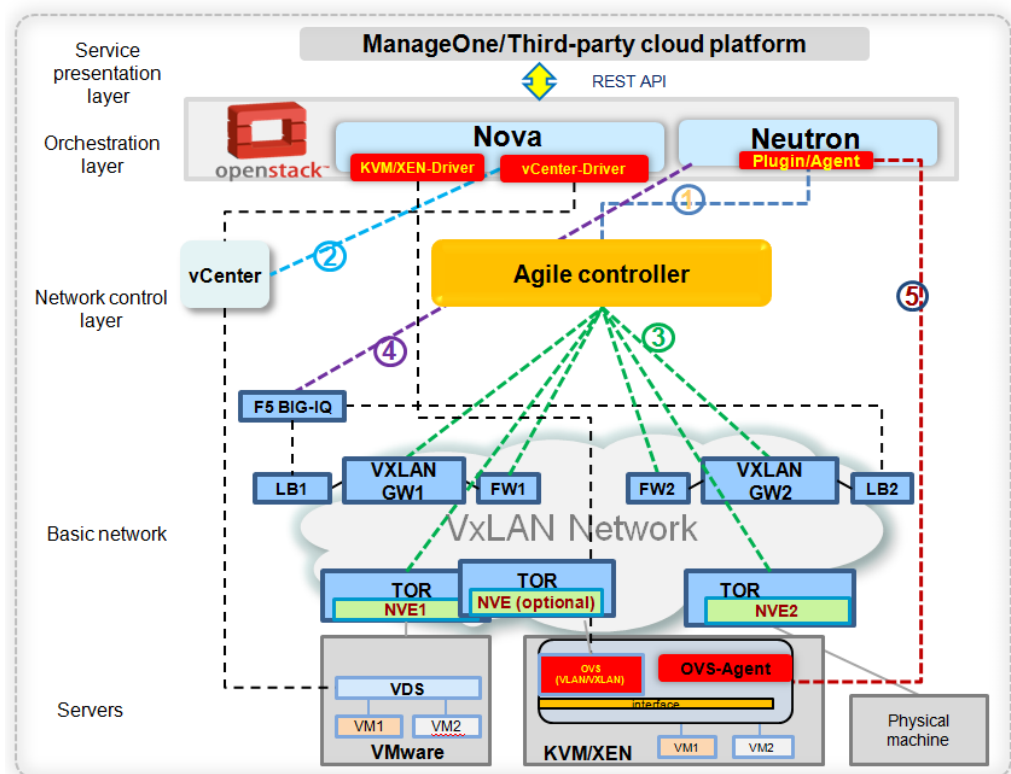 Service
presentation
layer
ManageOne/Third-party cloud platform
REST API
Orchestration
layer
openstack™
Nova
KVM/XEN-Driver
vCenter-Driver
Neutron
Plugin/Agent
1
2
vCenter
Agile controller
5
Network control
layer
3
4
F5 BIG-IQ
LB1
VXLAN
GW1
FW1
FW2
VXLAN
GW2
LB2
Basic network
VxLAN Network
TOR
NVE1
TOR
NVE (optional)
TOR
NVE2
Servers
VDS
VM1
VM2
VMware
OVS
(VLAN/VXLAN)
OVS-Agent
interface
KVM/XEN
VM1
VM2
Physical
machine